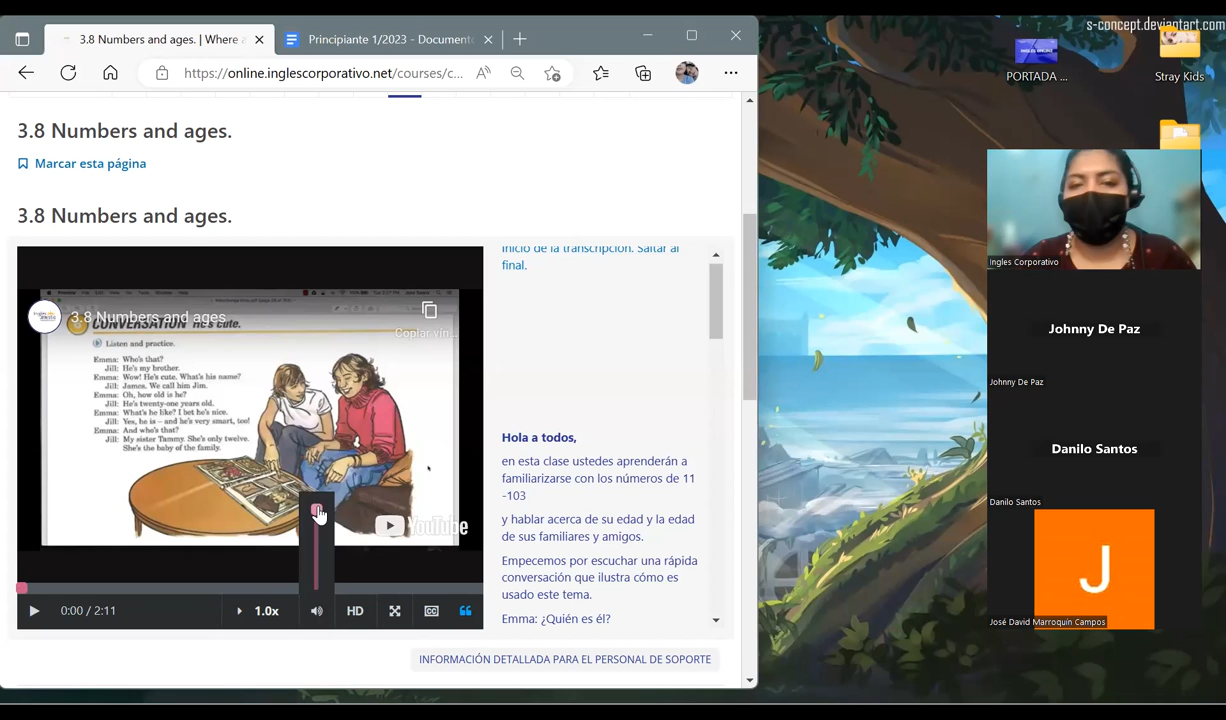 s-concept.deviantart.com
3.8 Numbers and ages. | Where a
Principiante 1/2023 - Documento
https://online.inglescorporativo.net/courses/c...
PORTADA ...
Stray Kids
3.8 Numbers and ages.
Marcar esta página
3.8 Numbers and ages.
3.8 Numbers and ages
Copiar vín...
CONVERSATION He's cute.
Listen and practice.
Emma: Who's that?
Jill: He's my brother.
Emma: Wow! He's cute. What's his name?
Jill: James. We call him Jim.
Emma: Oh, how old is he?
Jill: He's twenty-one years old.
Emma: What's he like? I bet he's nice.
Jill: Yes, he is – and he's very smart, too!
Emma: And who's that?
Jill: My sister Tammy. She's only twelve.
She's the baby of the family.
YouTube
0:00 / 2:11
1.0x
HD
CC
Inicio de la transcripción. Saltar al
final.
Hola a todos,
en esta clase ustedes aprenderán a
familiarizarse con los números de 11
-103
y hablar acerca de su edad y la edad
de sus familiares y amigos.
Empecemos por escuchar una rápida
conversación que ilustra cómo es
usado este tema.
Emma: ¿Quién es él?
INFORMACIÓN DETALLADA PARA EL PERSONAL DE SOPORTE
Ingles Corporativo
Johnny De Paz
Johnny De Paz
Danilo Santos
Danilo Santos
J
José David Marroquín Campos